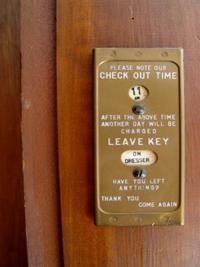 PLEASE NOTE OUR
CHECK OUT TIME
11
AM
AFTER THE ABOVE TIME
ANOTHER DAY WILL BE
CHARGED
LEAVE KEY
ON
DRESSER
HAVE YOU LEFT
ANYTHING?
THANK YOU
COME AGAIN